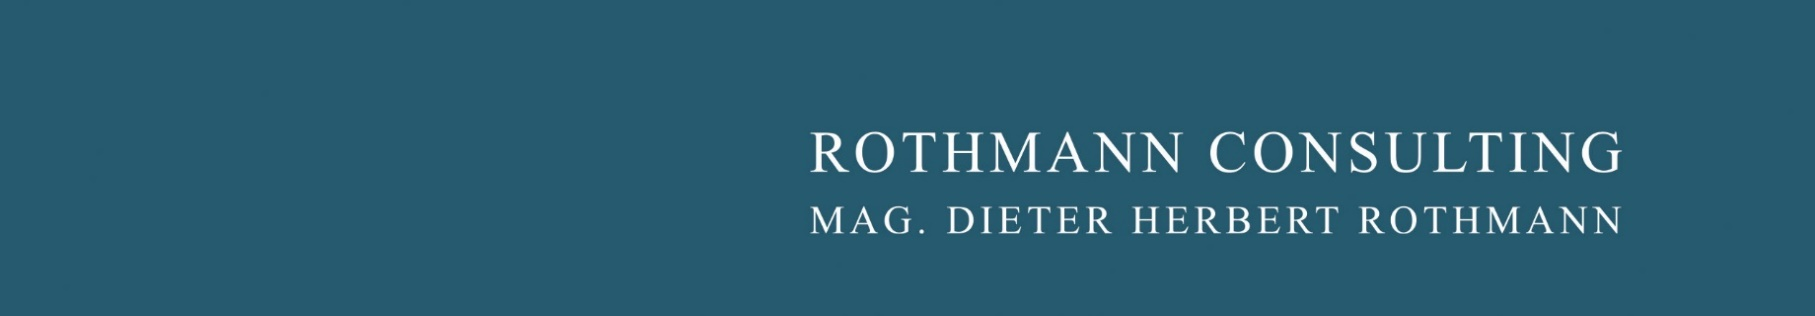 ROTHMANN CONSULTING
MAG. DIETER HERBERT ROTHMANN